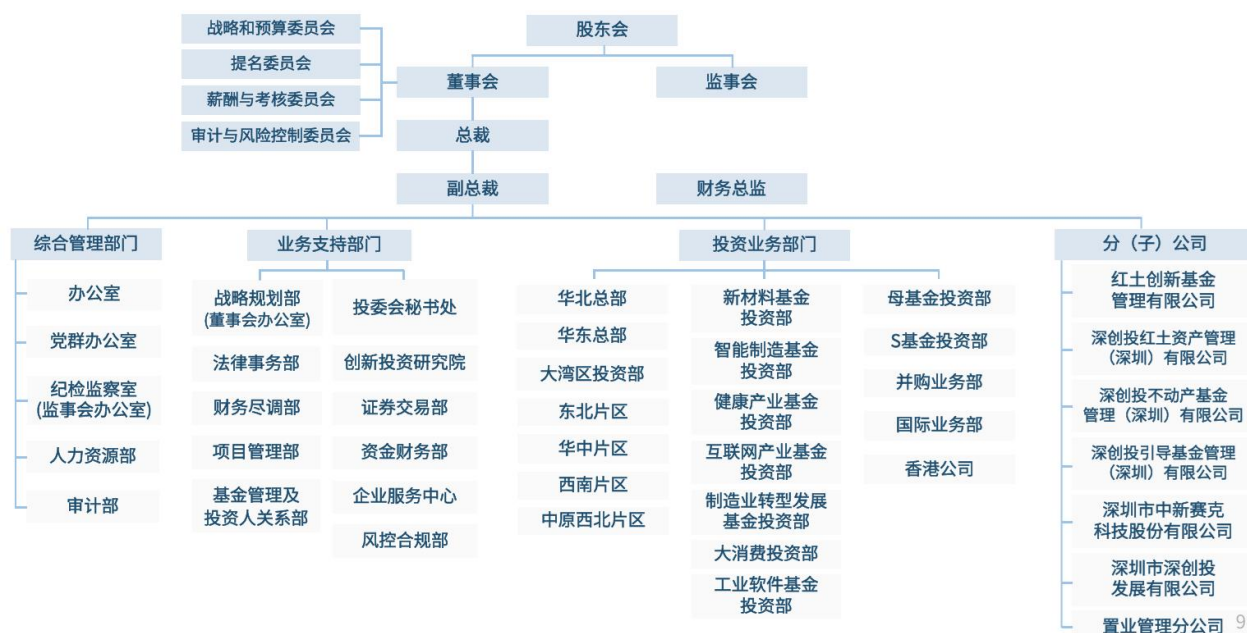 股东会
董事会
监事会
战略和预算委员会
提名委员会
薪酬与考核委员会
审计与风险控制委员会
总裁
副总裁
财务总监
综合管理部门
办公室
党群办公室
纪检监察室
(监事会办公室)
人力资源部
审计部
业务支持部门
战略规划部
(董事会办公室)
法律事务部
财务尽调部
项目管理部
基金管理及
投资人关系部
投委会秘书处
创新投资研究院
证券交易部
资金财务部
企业服务中心
风控合规部
投资业务部门
华北总部
华东总部
大湾区投资部
东北片区
华中片区
西南片区
中原西北片区
新材料基金
投资部
智能制造基金
投资部
健康产业基金
投资部
互联网产业基金
投资部
制造业转型发展
基金投资部
大消费投资部
工业软件基金
投资部
母基金投资部
S基金投资部
并购业务部
国际业务部
香港公司
分（子）公司
红土创新基金
管理有限公司
深创投红土资产管理
（深圳）有限公司
深创投不动产基金
管理（深圳）有限公司
深创投引导基金管理
（深圳）有限公司
深圳市中新赛克
科技股份有限公司
深圳市深创投
发展有限公司
置业管理分公司
9